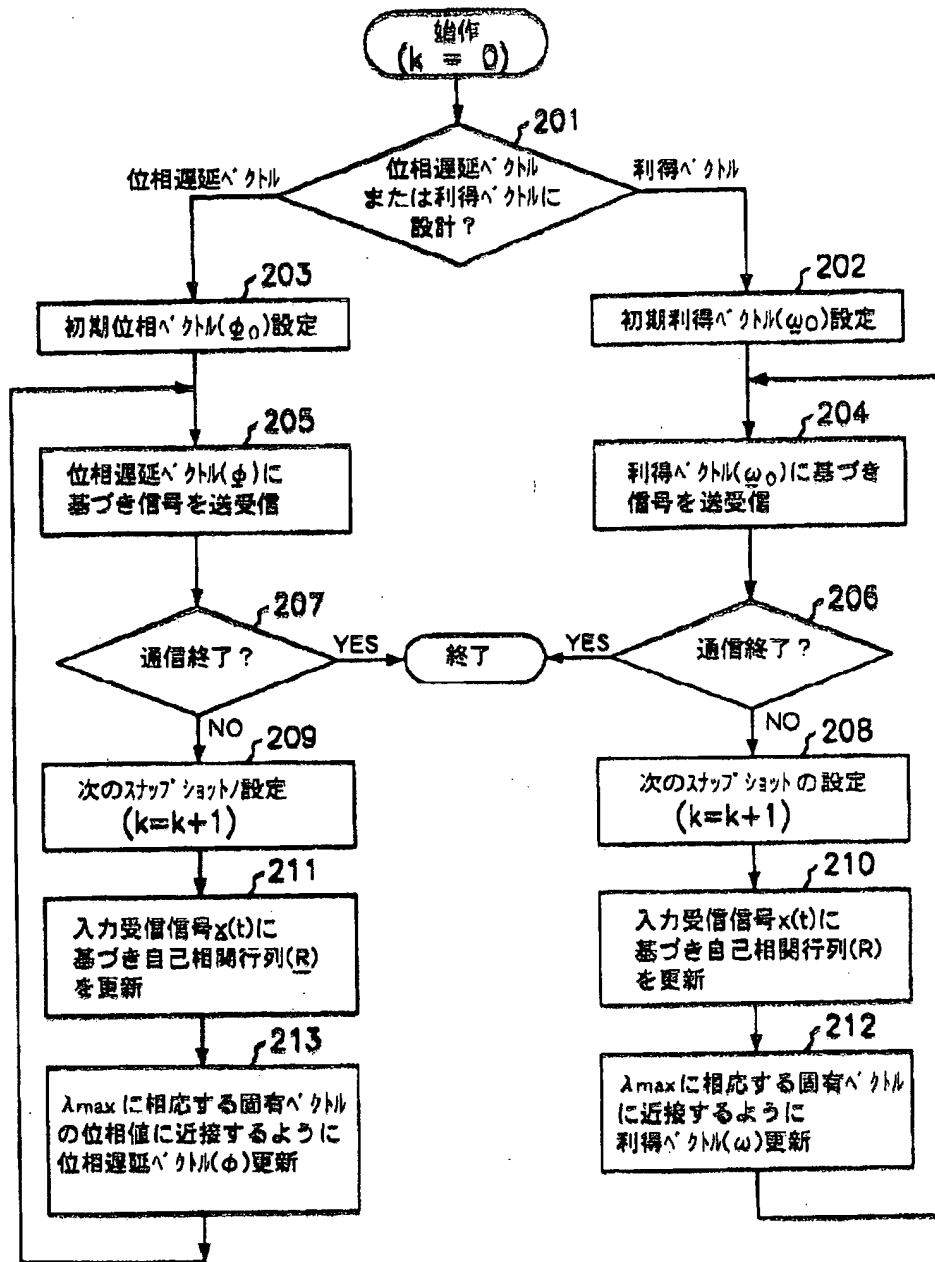 始作
(k = 0)
201
位相遅延ベクトル
または利得ベクトルに
設計？
位相遅延ベクトル
利得ベクトル
203
初期位相ベクトル(φ0)設定
202
初期利得ベクトル(ω0)設定
205
位相遅延ベクトル(φ)に
基づき信号を送受信
204
利得ベクトル(ω0)に基づき
信号を送受信
207
通信終了？
YES
終了
YES
206
通信終了？
NO
NO
209
次のスナップショットノ設定
(k=k+1)
208
次のスナップショットの設定
(k=k+1)
211
入力受信信号x(t)に
基づき自己相関行列(R)
を更新
210
入力受信信号x(t)に
基づき自己相関行列(R)
を更新
213
λmaxに相応する固有ベクトル
の位相値に近接するように
位相遅延ベクトル(φ)更新
212
λmaxに相応する固有ベクトル
に近接するように
利得ベクトル(ω)更新